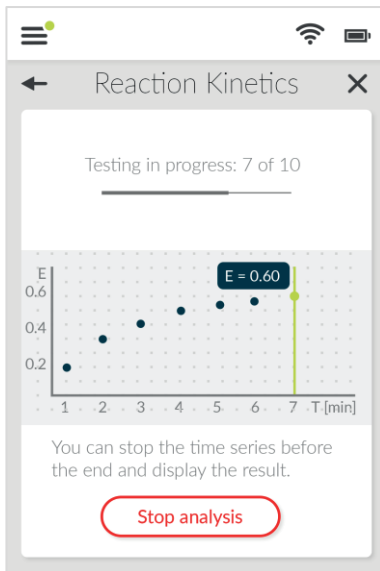 Reaction Kinetics
Testing in progress: 7 of 10
E = 0.60
E
0.6
0.4
0.2
1 2 3 4 5 6 7 T [min]
You can stop the time series before
the end and display the result.
Stop analysis